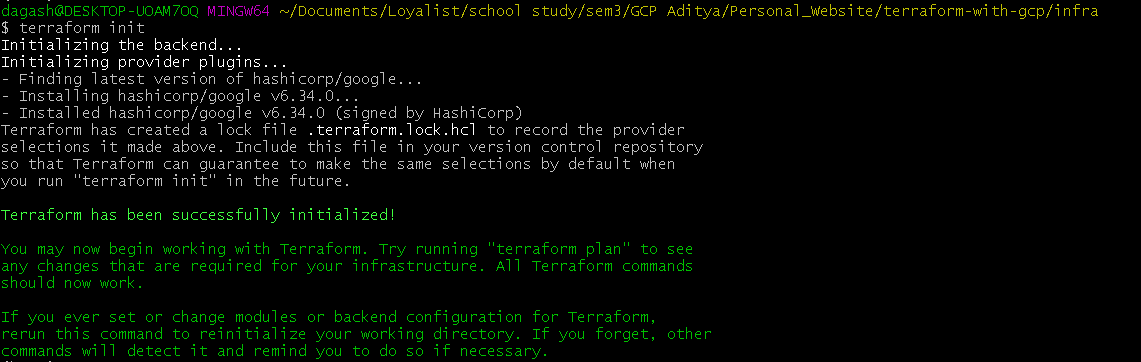 dagash@DESKTOP-UOAM7OQ MINGW64 ~/Documents/Loyalist/school study/sem3/GCP Aditya/Personal_Website/terraform-with-gcp/infra
$ terraform init
Initializing the backend...
Initializing provider plugins...
- Finding latest version of hashicorp/google...
- Installing hashicorp/google v6.34.0...
- Installed hashicorp/google v6.34.0 (signed by HashiCorp)
Terraform has created a lock file .terraform.lock.hcl to record the provider
selections it made above. Include this file in your version control repository
so that Terraform can guarantee to make the same selections by default when
you run "terraform init" in the future.

Terraform has been successfully initialized!

You may now begin working with Terraform. Try running "terraform plan" to see
any changes that are required for your infrastructure. All Terraform commands
should now work.

If you ever set or change modules or backend configuration for Terraform,
rerun this command to reinitialize your working directory. If you forget, other
commands will detect it and remind you to do so if necessary.